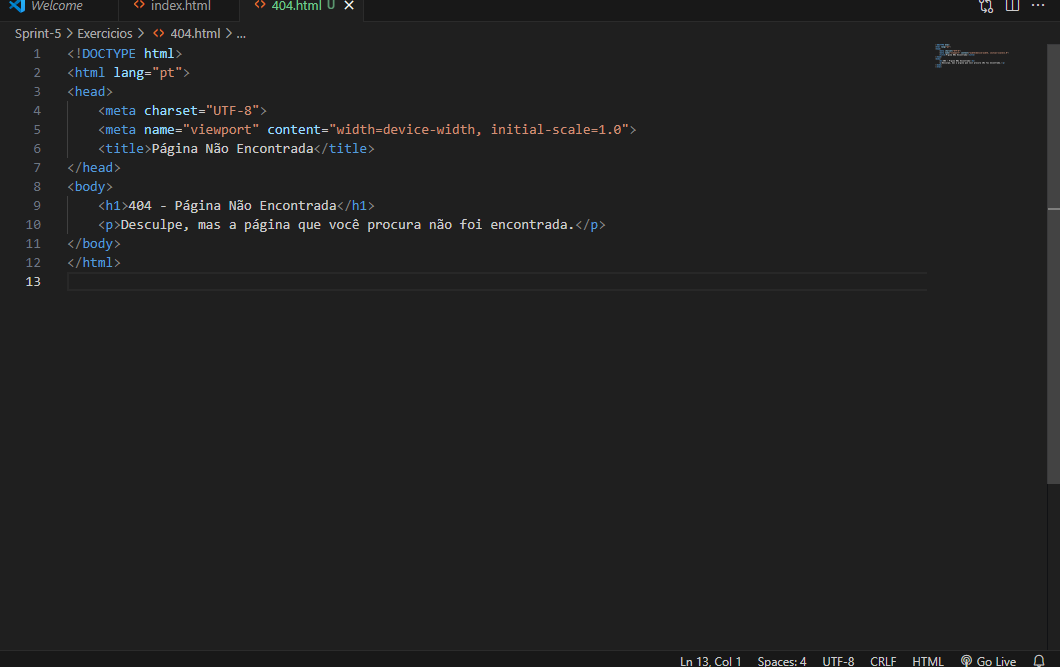 Welcome index.html 404.html U
Sprint-5 > Exercicios > 404.html > ...
1 <!DOCTYPE html>
2 <html lang="pt">
3 <head>
4 <meta charset="UTF-8">
5 <meta name="viewport" content="width=device-width, initial-scale=1.0">
6 <title>Página Não Encontrada</title>
7 </head>
8 <body>
9 <h1>404 - Página Não Encontrada</h1>
10 <p>Desculpe, mas a página que você procura não foi encontrada.</p>
11 </body>
12 </html>
13
Ln 13, Col 1 Spaces: 4 UTF-8 CRLF HTML Go Live